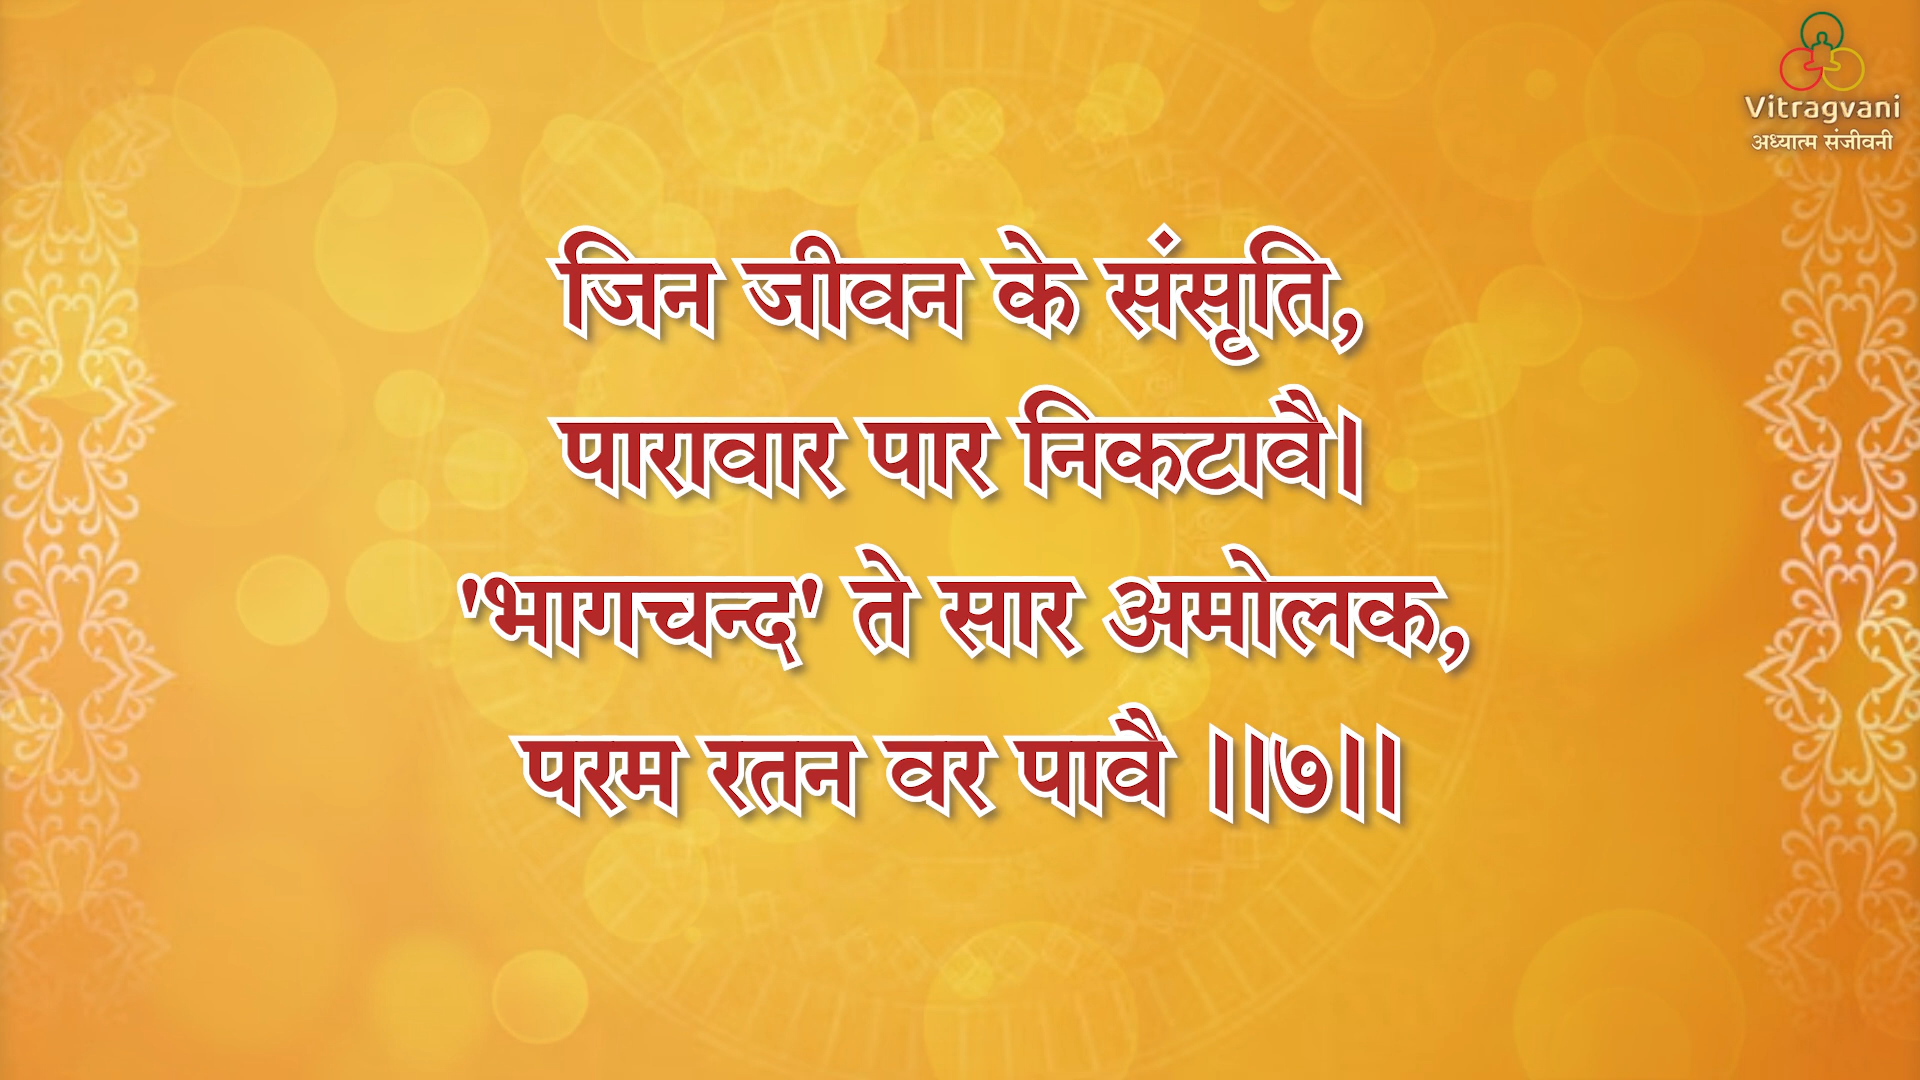 Vitragvani
अध्यात्म संजीवनी
जिन जीवन के संसृति,
पारावार पार निकटावै।
'भागचन्द' ते सार अमोलक,
परम रतन वर पावै ।।७।।